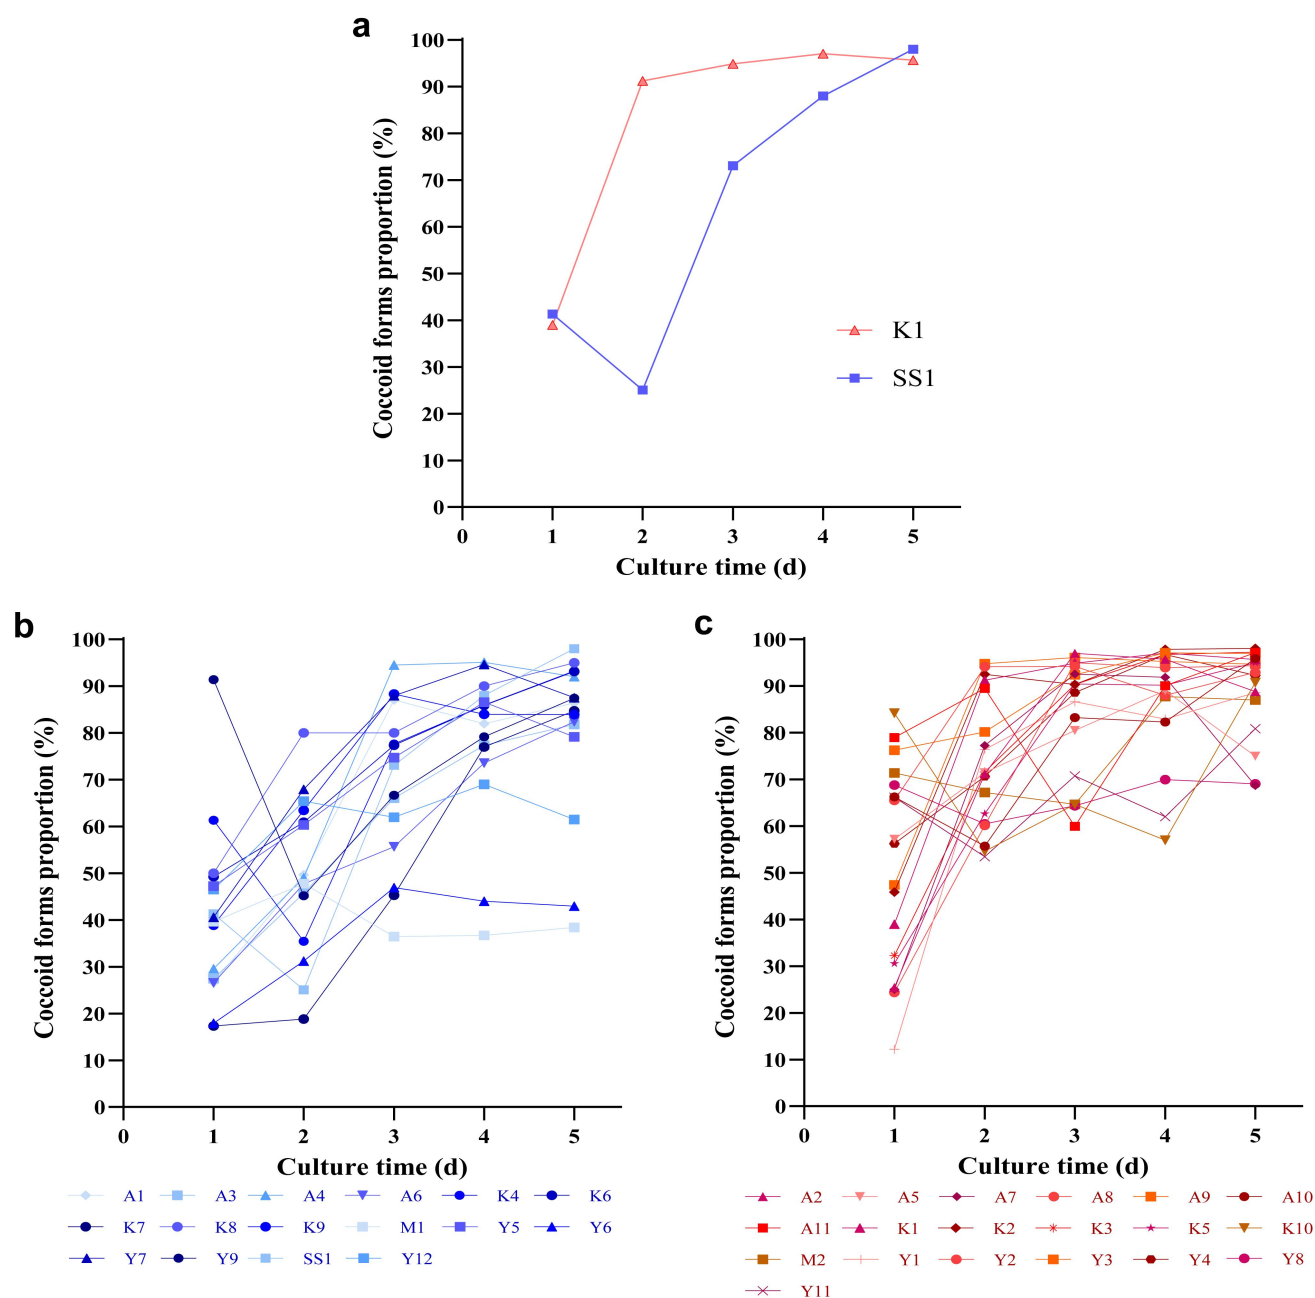 a
100
90
80
70
60
50
40
30
20
10
0
Coccoid forms proportion (%)
K1
SS1
0 1 2 3 4 5
Culture time (d)
b
100
90
80
70
60
50
40
30
20
10
0
Coccoid forms proportion (%)
0 1 2 3 4 5
Culture time (d)
A1 A3 A4 A6 K4 K6
K7 K8 K9 M1 Y5 Y6
Y7 Y9 SS1 Y12
c
100
90
80
70
60
50
40
30
20
10
0
Coccoid forms proportion (%)
0 1 2 3 4 5
Culture time (d)
A2 A5 A7 A8 A9 A10
A11 K1 K2 K3 K5 K10
M2 Y1 Y2 Y3 Y4 Y8
Y11